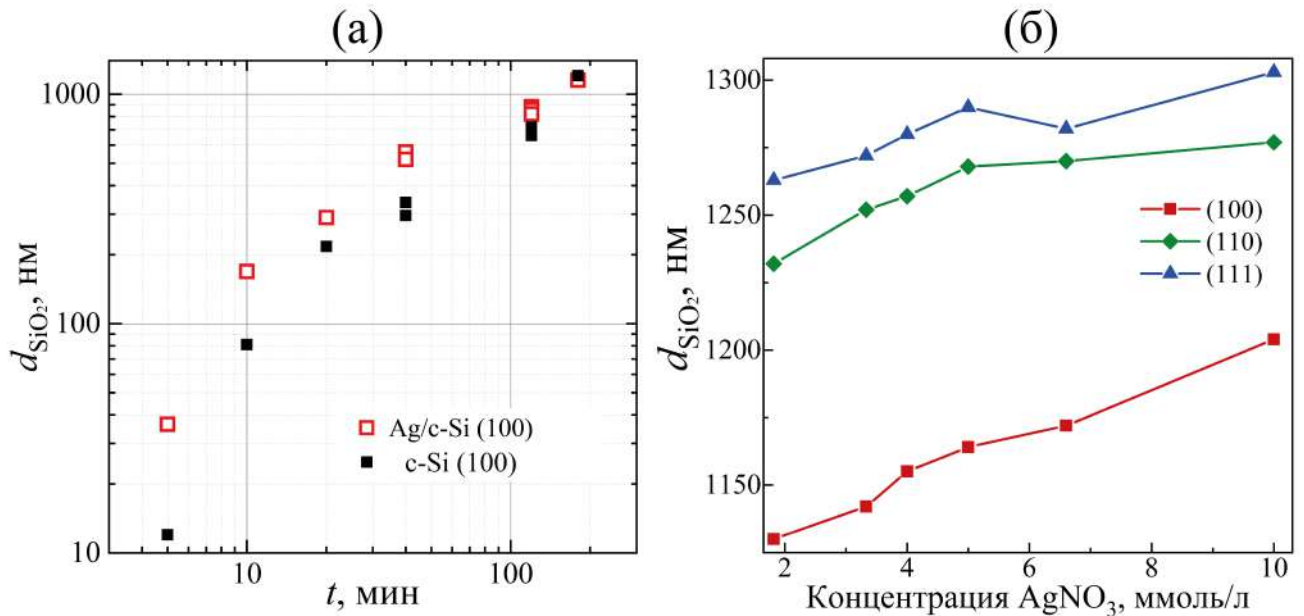 (а)
1000
100
10
10
100
d_SiO₂, нм
t, мин
Ag/c-Si (100)
c-Si (100)
(б)
1300
1250
1200
1150
2
4
6
8
10
d_SiO₂, нм
Концентрация AgNO₃, ммоль/л
(100)
(110)
(111)